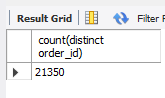 Result Grid Filter R
count(distinct
order_id)
21350